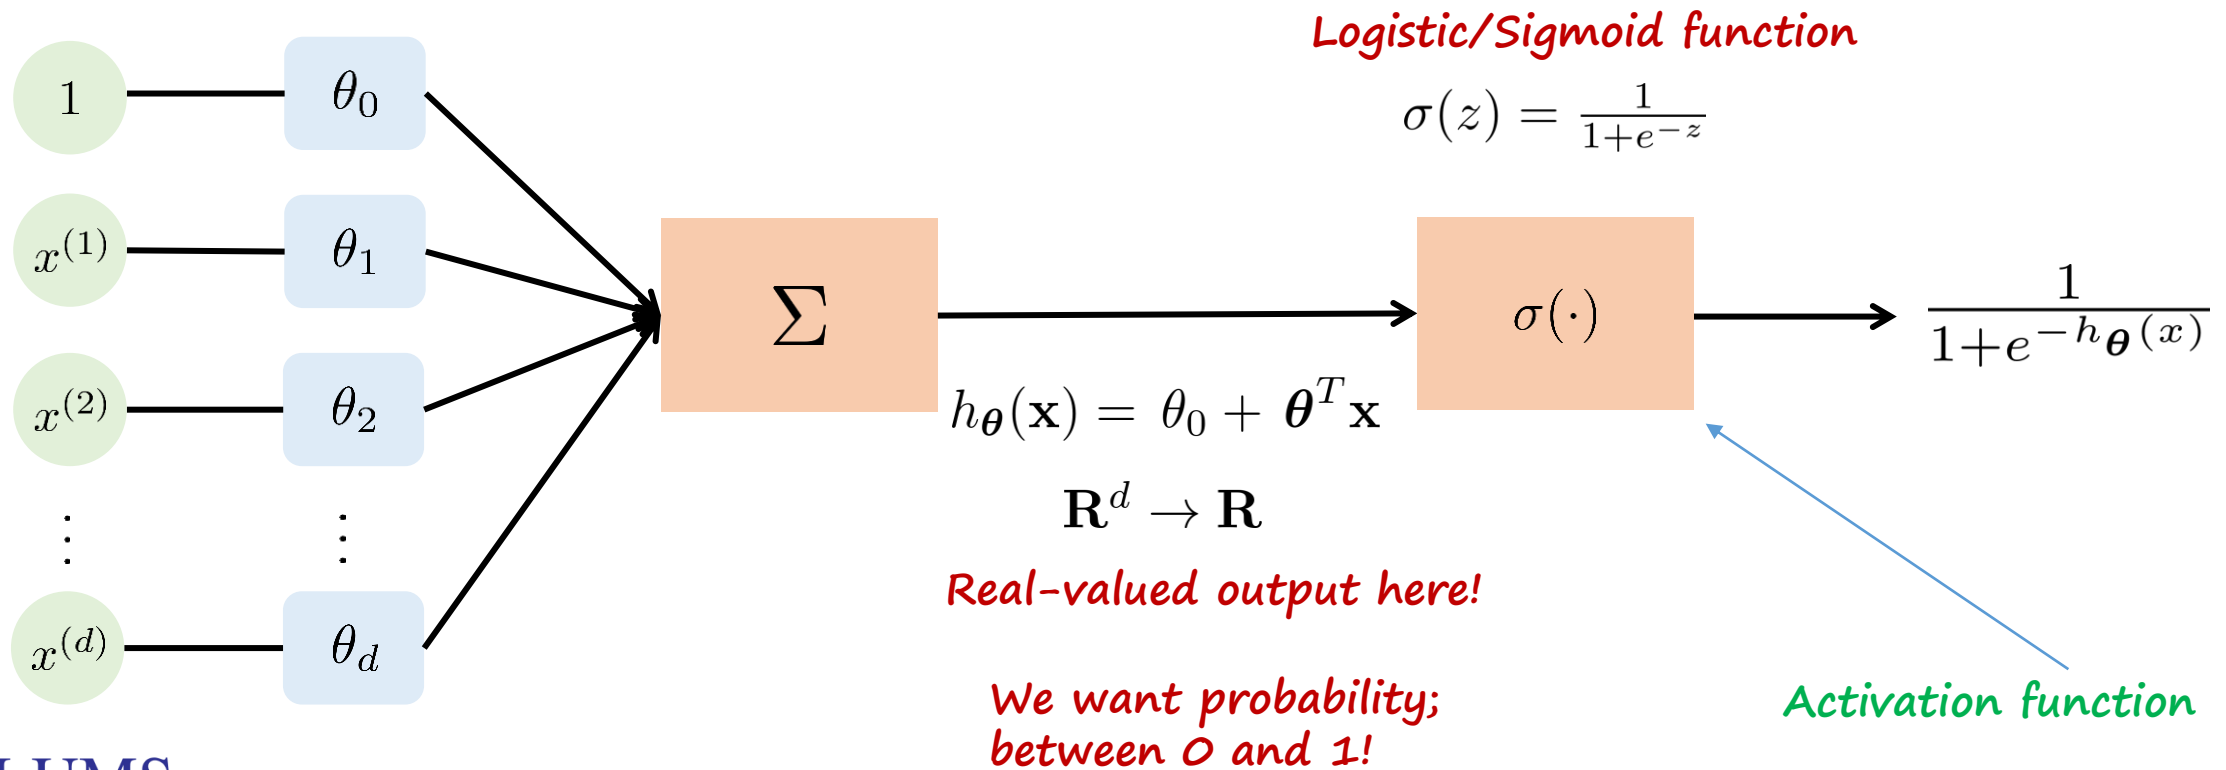 Logistic/Sigmoid function
σ(z) = 1/(1+e^{-z})
1
θ_0
x^{(1)}
θ_1
x^{(2)}
θ_2
⋮
⋮
x^{(d)}
θ_d
∑
h_θ(x) = θ_0 + θ^T x
R^d → R
Real-valued output here!
We want probability;
between 0 and 1!
σ(·)
1/(1+e^{-h_θ(x)})
Activation function
LUMS